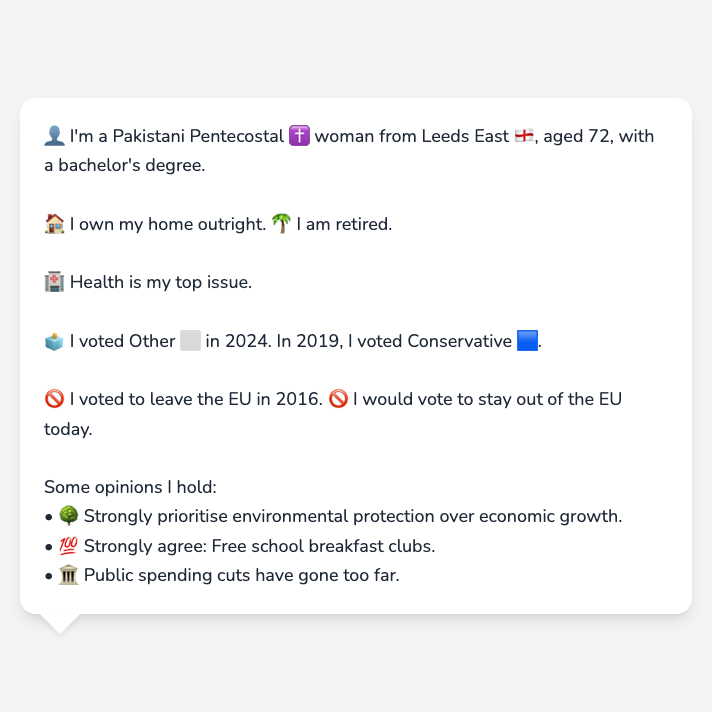 👤 I'm a Pakistani Pentecostal ✝️ woman from Leeds East 🏴󠁧󠁢󠁥󠁮󠁧󠁿, aged 72, with
a bachelor's degree.
🏠 I own my home outright. 🌴 I am retired.
🏥 Health is my top issue.
🗳️ I voted Other ⬜ in 2024. In 2019, I voted Conservative 🟦.
🚫 I voted to leave the EU in 2016. 🚫 I would vote to stay out of the EU
today.
Some opinions I hold:
• 🌳 Strongly prioritise environmental protection over economic growth.
• 💯 Strongly agree: Free school breakfast clubs.
• 🏛️ Public spending cuts have gone too far.